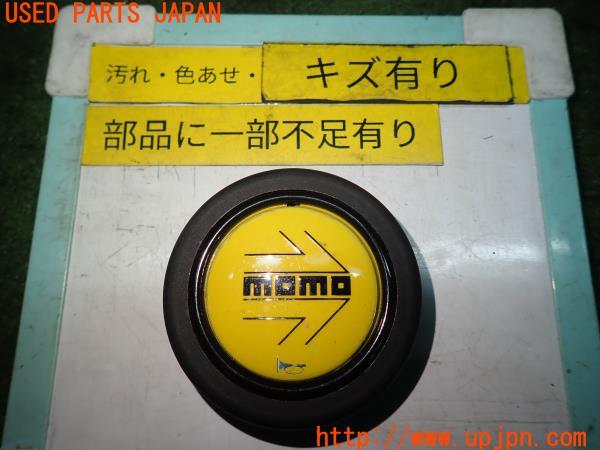 USED PARTS JAPAN
汚れ・色あせ・
キズ有り
部品に一部不足有り
momo
http://www.upjpn.com